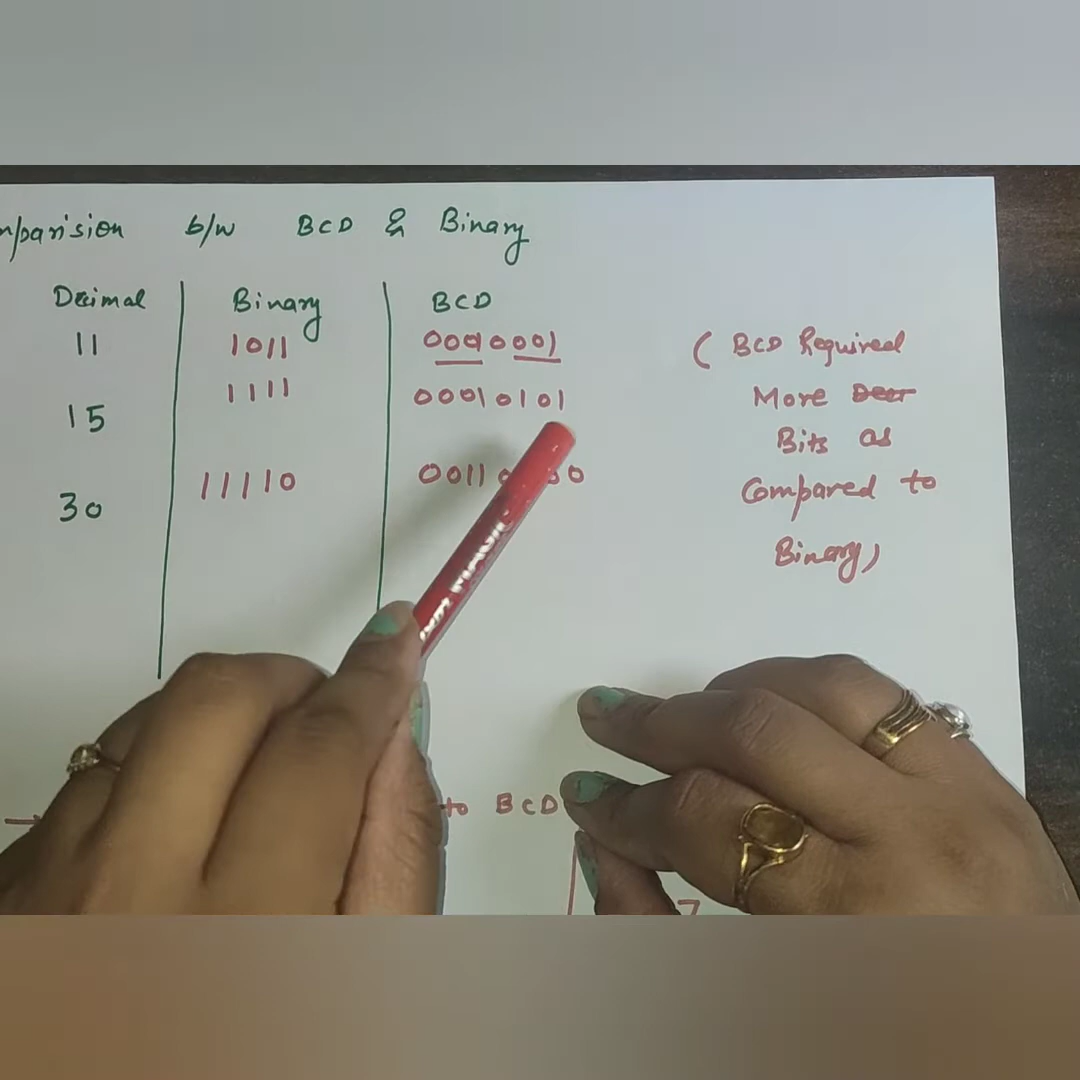 b/w BCD & Binary
Decimal Binary BCD
11 1011 00010001
15 1111 00010101
30 11110
( BCD Required
More
Bits as
Compared to
Binary)
to BCD
7